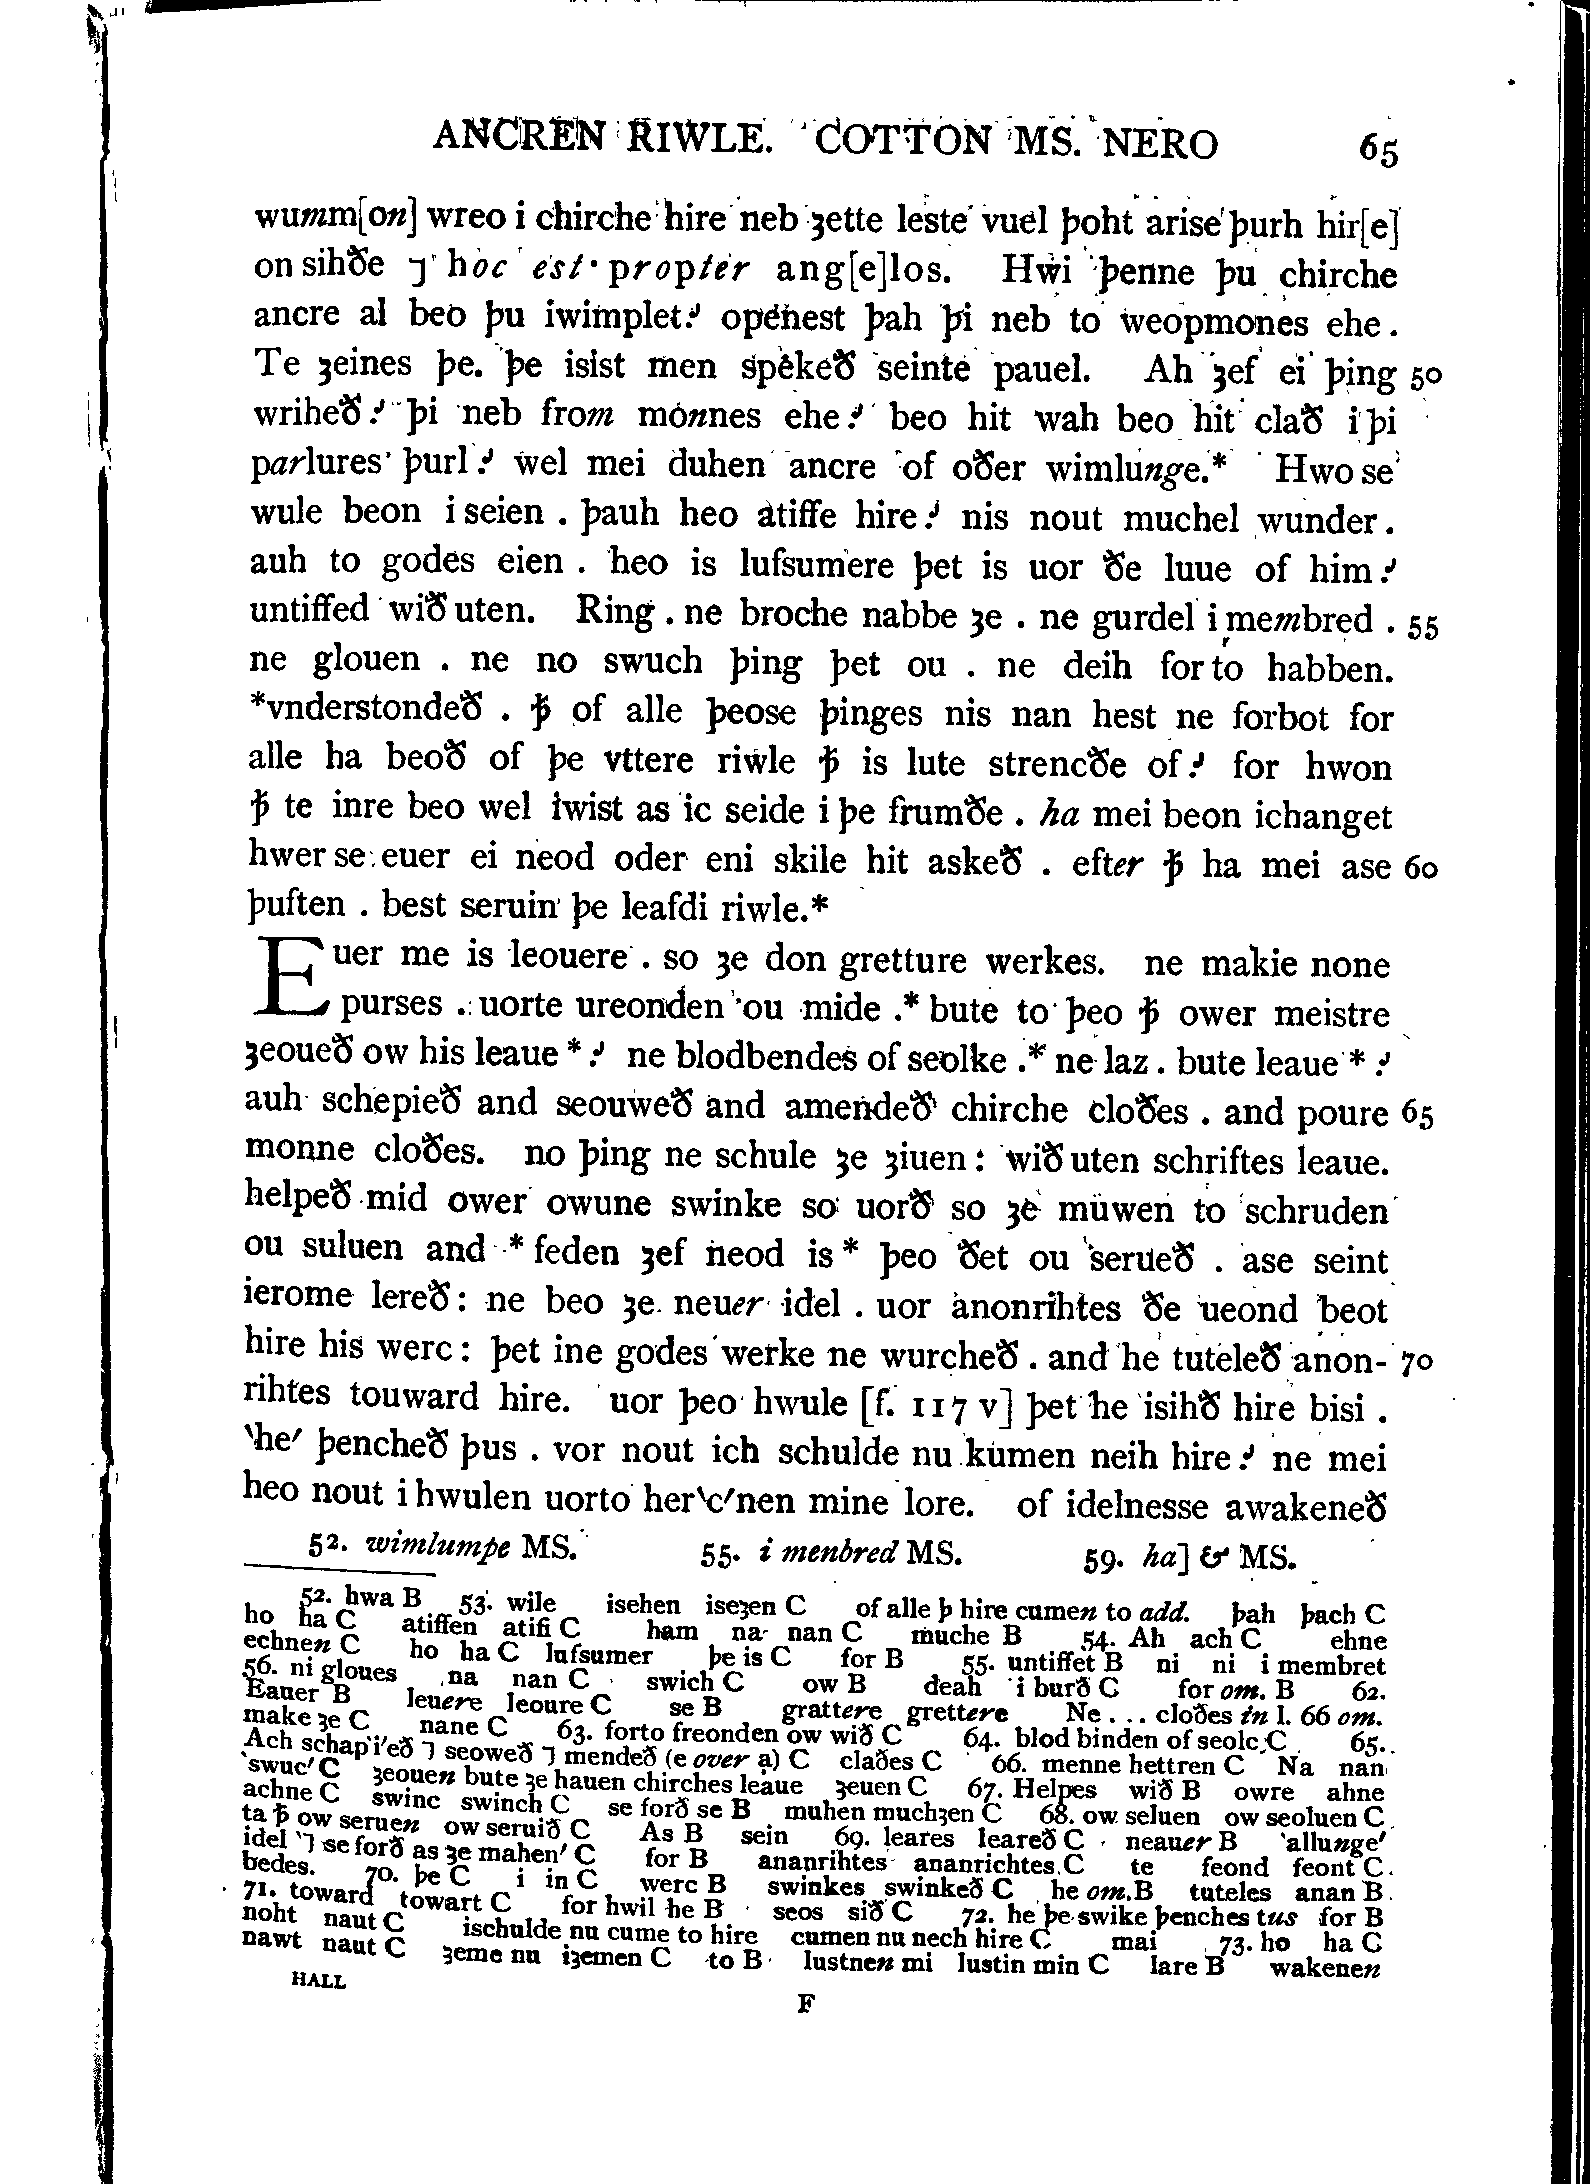 ANCREN RIWLE. COTTON MS. NERO 65
wumm[on] wreo i chirche hire neb ȝette leste vuel þoht arise þurh hir[e]
on sihðe ⁊ hoc est propter ang[e]los. Hwi þenne þu chirche
ancre al beo þu iwimplet⹎ openest þah þi neb to weopmones ehe .
Te ȝeines þe. þe isist men spekeð seinte pauel. Ah ȝef ei þing 50
wriheð⹎ þi neb from monnes ehe⹎ beo hit wah beo hit clað i þi
parlures þurl⹎ wel mei duhen ancre of oðer wimlunge.* Hwo se
wule beon i seien . þauh heo atiffe hire⹎ nis nout muchel wunder.
auh to godes eien . heo is lufsumere þet is uor ðe luue of him⹎
untiffed wið uten. Ring . ne broche nabbe ȝe . ne gurdel i membred . 55
ne glouen . ne no swuch þing þet ou . ne deih for to habben.
*vnderstondeð . ꝥ of alle þeose þinges nis nan hest ne forbot for
alle ha beoð of þe vttere riwle ꝥ is lute strencðe of⹎ for hwon
ꝥ te inre beo wel iwist as ic seide i þe frumðe . ha mei beon ichanget
hwer se euer ei neod oder eni skile hit askeð . efter ꝥ ha mei ase 60
þuften . best seruin þe leafdi riwle.*
Euer me is leouere . so ȝe don gretture werkes. ne makie none
purses . uorte ureonden ou mide .* bute to þeo ꝥ ower meistre
ȝeoueð ow his leaue *⹎ ne blodbendes of seolke .* ne laz . bute leaue *⹎
auh schepieð and seouweð and amendeð chirche cloðes . and poure 65
monne cloðes. no þing ne schule ȝe ȝiuen : wið uten schriftes leaue.
helpeð mid ower owune swinke so uorð so ȝe muwen to schruden
ou suluen and * feden ȝef neod is * þeo ðet ou serueð . ase seint
ierome lereð : ne beo ȝe neuer idel . uor anonrihtes ðe ueond beot
hire his werc : þet ine godes werke ne wurcheð . and he tuteleð anon- 70
rihtes touward hire. uor þeo hwule [f. 117 v] þet he isihð hire bisi .
‵he′ þencheð þus . vor nout ich schulde nu kumen neih hire⹎ ne mei
heo nout i hwulen uorto her‵c′nen mine lore. of idelnesse awakeneð
52. wimlumpe MS. 55. i menbred MS. 59. ha] & MS.
52. hwa B 53. wile isehen iseȝen C of alle þ hire cumen to add. þah þach C
ho ha C atiffen atifi C ham na nan C muche B 54. Ah ach C ehne
echnen C ho ha C lufsumer þe is C for B 55. untiffet B ni ni i membret
56. ni gloues na nan C swich C ow B deah i burð C for om. B 62.
Eauer B leuere leoure C se B grattere grettere Ne . . . cloðes in l. 66 om.
make ȝe C nane C 63. forto freonden ow wið C 64. blod binden of seolc C 65.
Ach schap‵i′eð ⁊ seoweð ⁊ mendeð (e over ạ) C claðes C 66. menne hettren C Na nan
‵swuc′ C ȝeouen bute ȝe hauen chirches leaue ȝeuen C 67. Helpes wið B owre ahne
achne C swinc swinch C se forð se B muhen muchȝen C 68. ow seluen ow seoluen C
ta ꝥ ow seruen ow seruið C As B sein 69. leares leareð C neauer B ‵allunge′
idel ‵⁊ se forð as ȝe mahen′ C for B ananrihtes ananrichtes C te feond feont C
bedes. 70. þe C i in C werc B swinkes swinkeð C he om. B tuteles anan B
71. toward towart C for hwil he B seos sið C 72. he þe swike þenches tus for B
noht naut C ischulde nu cume to hire cumen nu nech hire C mai 73. ho ha C
nawt naut C ȝeme nu iȝemen C to B lustnen mi lustin min C lare B wakenen
HALL
F